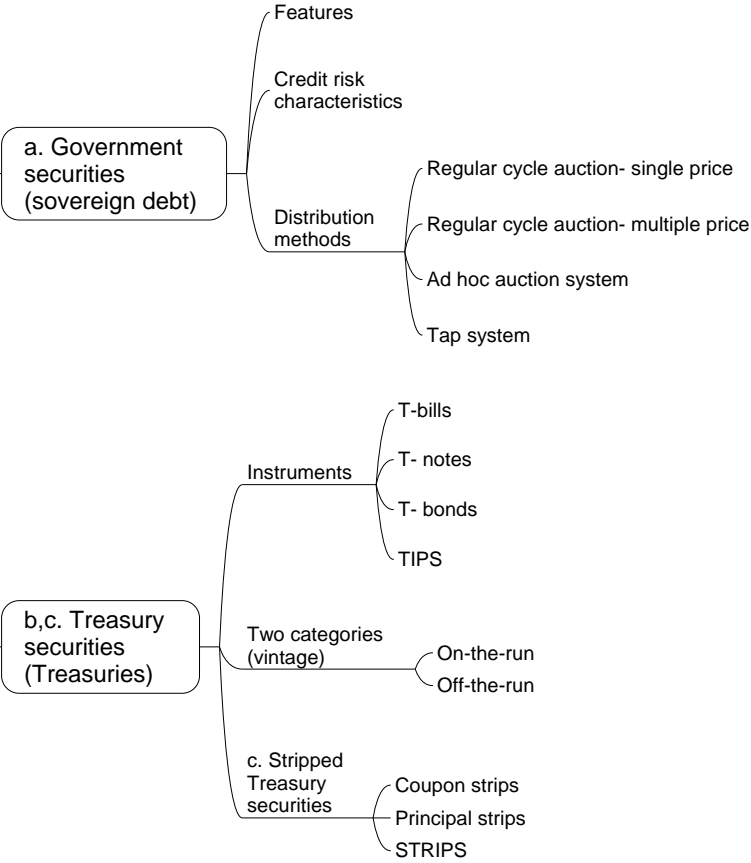 Features
Credit risk
characteristics
a. Government
securities
(sovereign debt)
Distribution
methods
Regular cycle auction- single price
Regular cycle auction- multiple price
Ad hoc auction system
Tap system
b,c. Treasury
securities
(Treasuries)
Instruments
T-bills
T- notes
T- bonds
TIPS
Two categories
(vintage)
On-the-run
Off-the-run
c. Stripped
Treasury
securities
Coupon strips
Principal strips
STRIPS